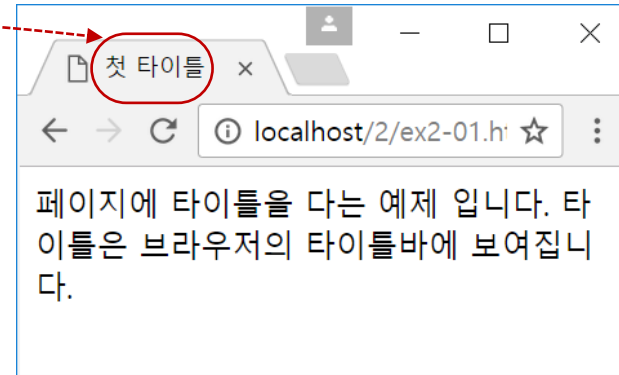 첫 타이틀
localhost/2/ex2-01.h
페이지에 타이틀을 다는 예제 입니다. 타
이틀은 브라우저의 타이틀바에 보여집니
다.